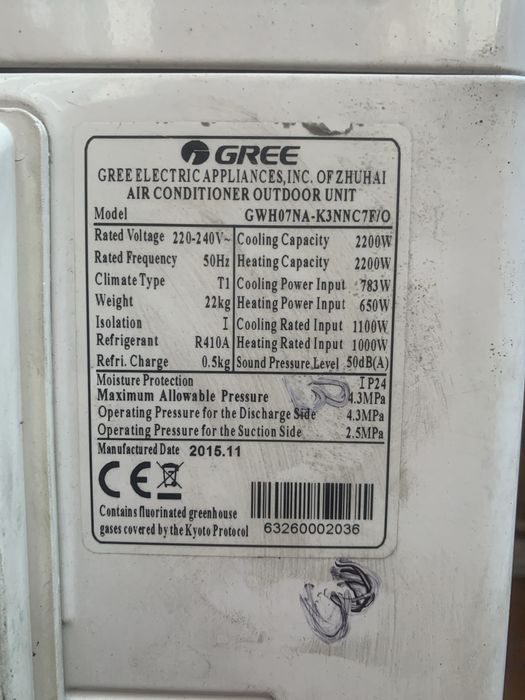 GREE
GREE ELECTRIC APPLIANCES,INC. OF ZHUHAI
AIR CONDITIONER OUTDOOR UNIT
Model GWH07NA-K3NNC7F/O
Rated Voltage 220-240V~ Cooling Capacity 2200W
Rated Frequency 50Hz Heating Capacity 2200W
Climate Type T1 Cooling Power Input 783W
Weight 22kg Heating Power Input 650W
Isolation I Cooling Rated Input 1100W
Refrigerant R410A Heating Rated Input 1000W
Refri. Charge 0.5kg Sound Pressure Level 50dB(A)
Moisture Protection IP24
Maximum Allowable Pressure 4.3MPa
Operating Pressure for the Discharge Side 4.3MPa
Operating Pressure for the Suction Side 2.5MPa
Manufactured Date 2015.11
CE
Contains fluorinated greenhouse
gases covered by the Kyoto Protocol
63260002036